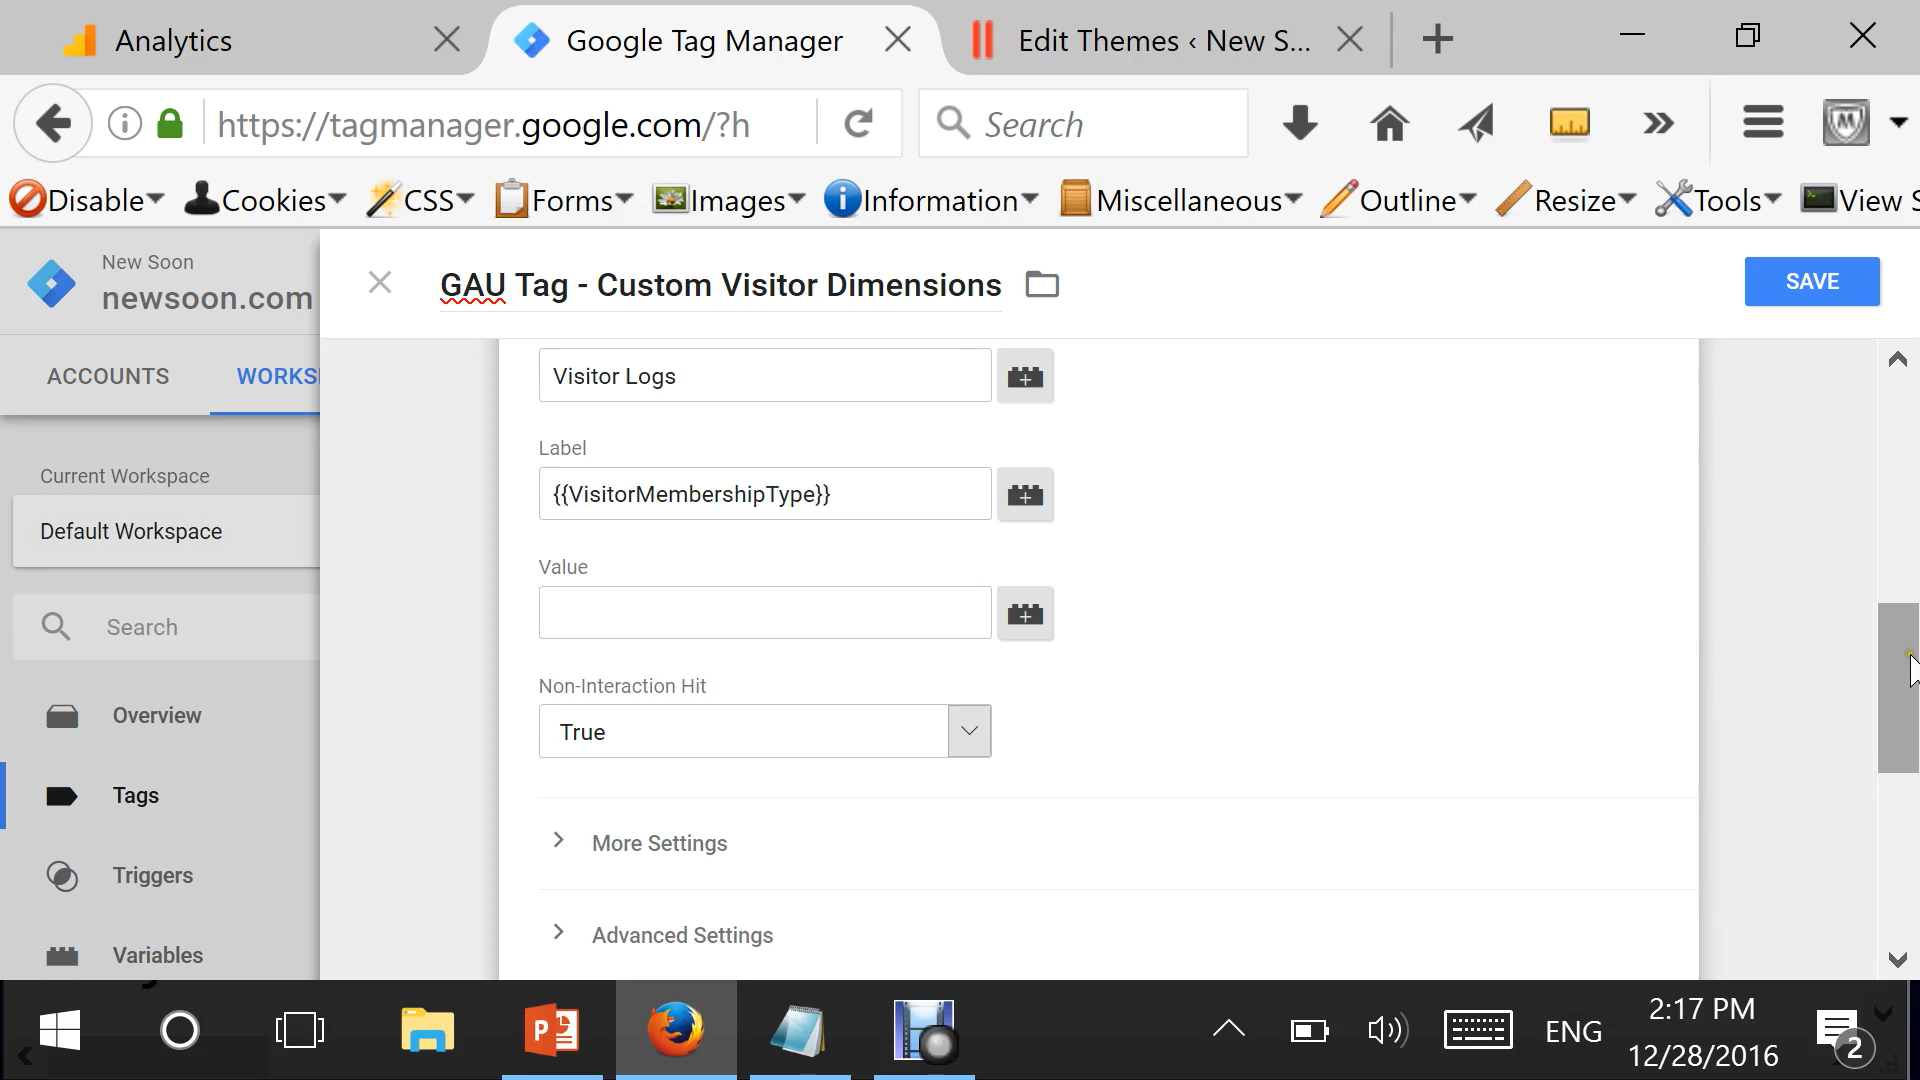 Analytics
Google Tag Manager
Edit Themes ‹ New S...
https://tagmanager.google.com/?h
Search
Disable
Cookies
CSS
Forms
Images
Information
Miscellaneous
Outline
Resize
Tools
View S
New Soon
newsoon.com
GAU Tag - Custom Visitor Dimensions
SAVE
ACCOUNTS
WORKS
Visitor Logs
Label
{{VisitorMembershipType}}
Current Workspace
Default Workspace
Value
Search
Non-Interaction Hit
True
Overview
Tags
More Settings
Triggers
Advanced Settings
Variables
ENG
2:17 PM
12/28/2016
2